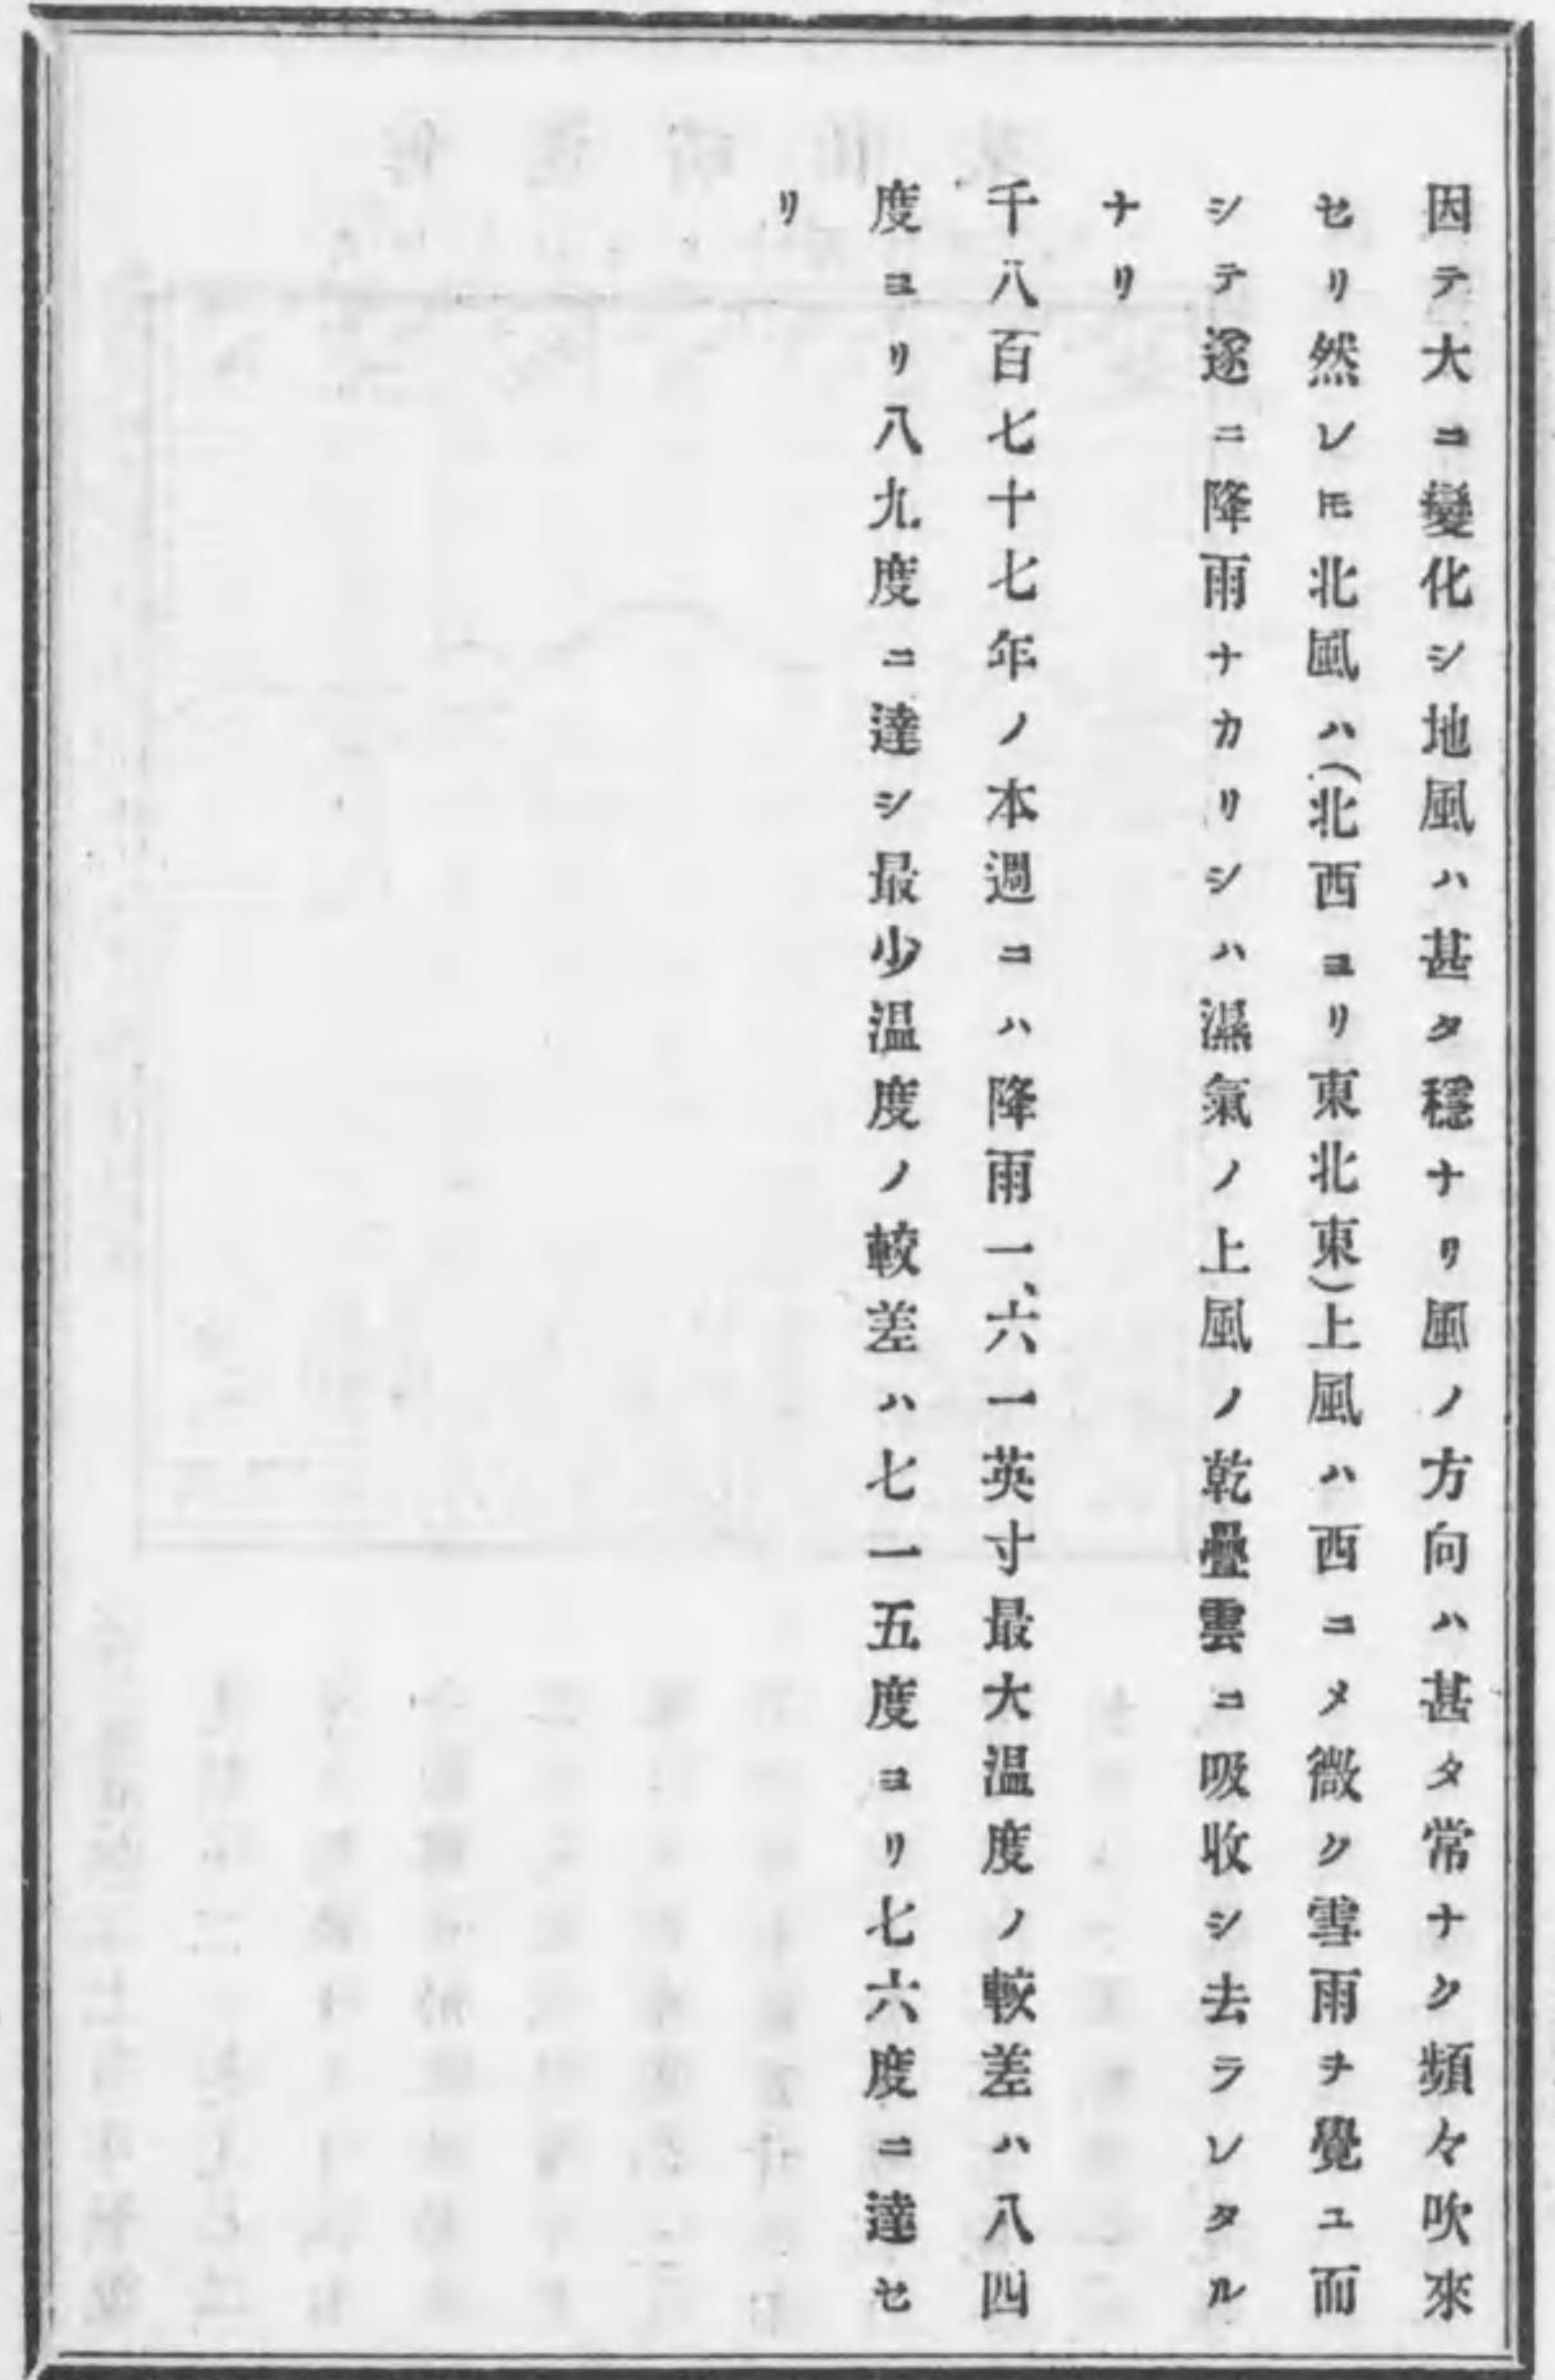 因テ大ニ變化シ地風ハ甚タ穩ナリ風ノ方向ハ甚タ常ナク頻々吹來
セリ然レ𪜈北風ハ(北西ヨリ東北東)上風ハ西ニメ微ク雪雨ヲ覺ユ而
シテ遂ニ降雨ナカリシハ濕氣ノ上風ノ乾疊雲ニ吸收シ去ラレタル
ナリ
千八百七十七年ノ本週ニハ降雨一、六一英寸最大温度ノ較差ハ八四
度ヨリ八九度ニ達シ最少温度ノ較差ハ七一五度ヨリ七六度ニ達セ
リ